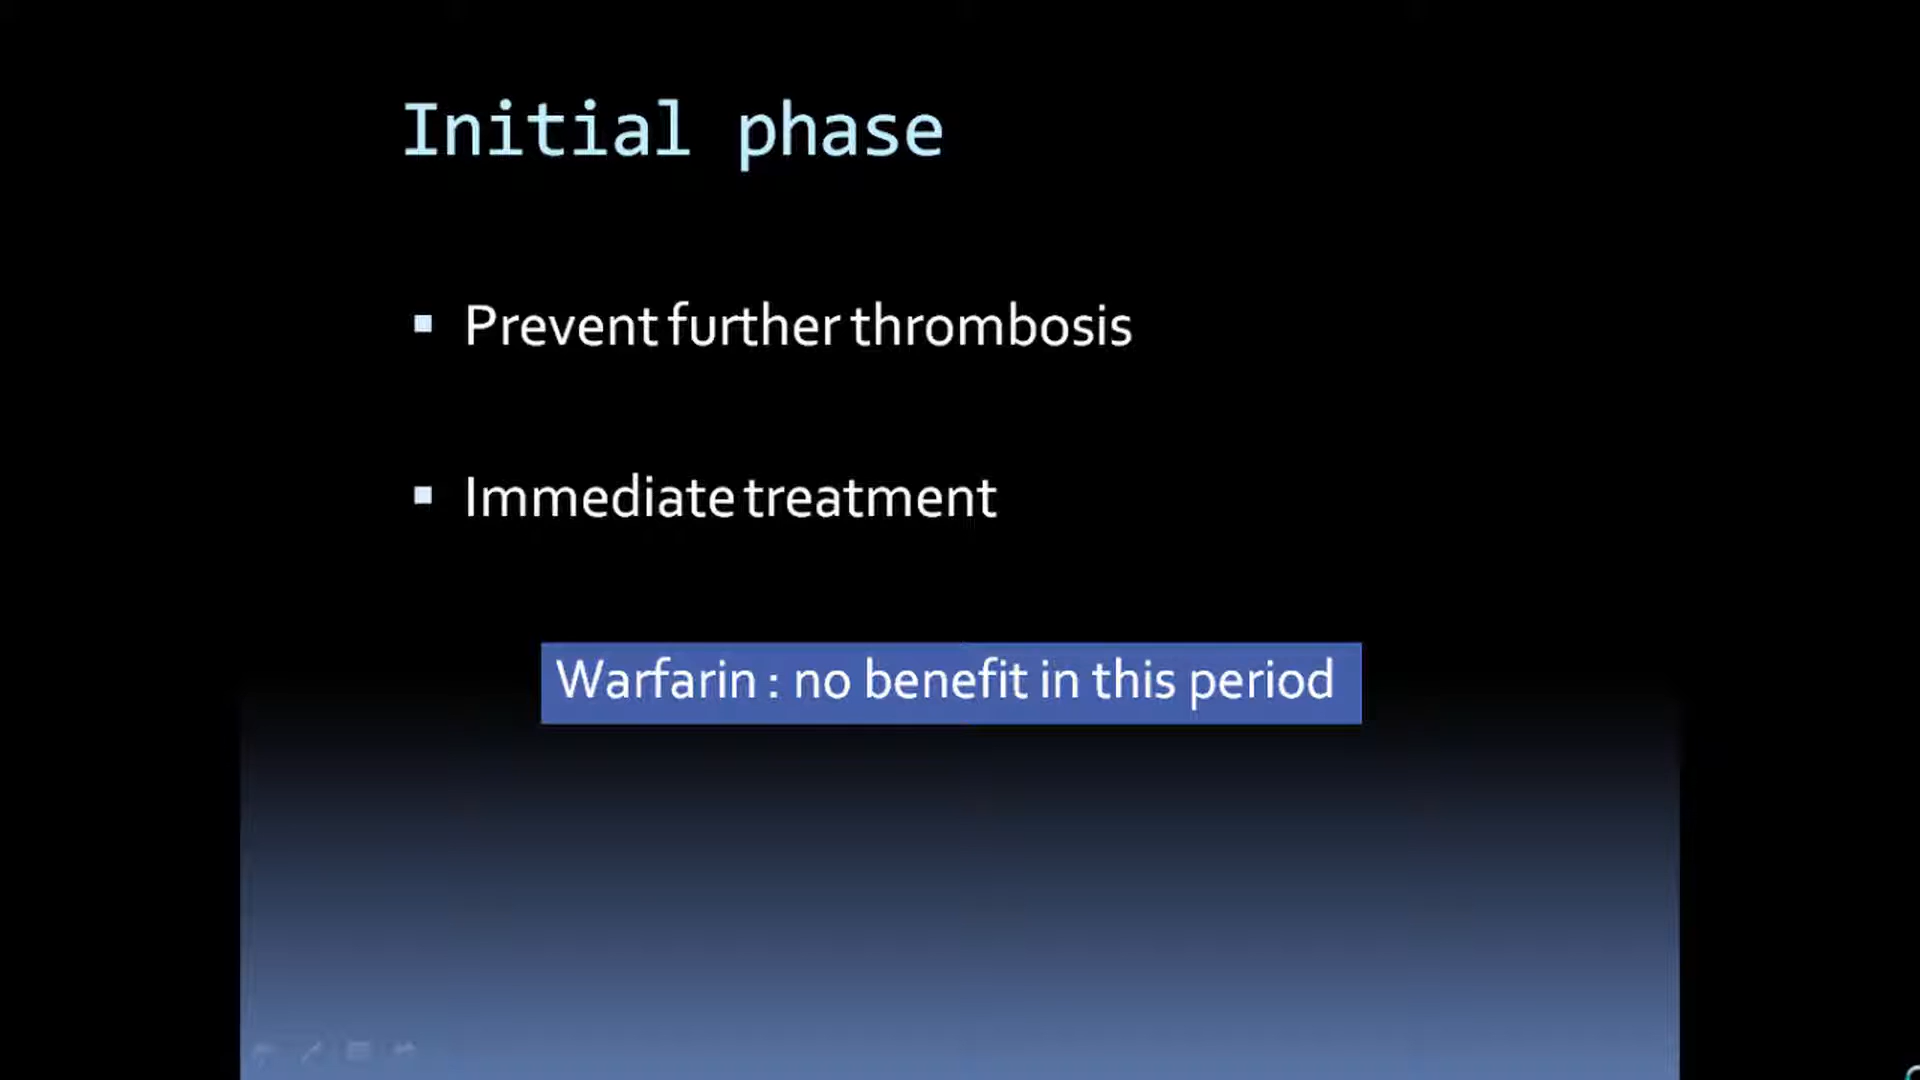 Initial phase
Prevent further thrombosis
Immediate treatment
Warfarin : no benefit in this period